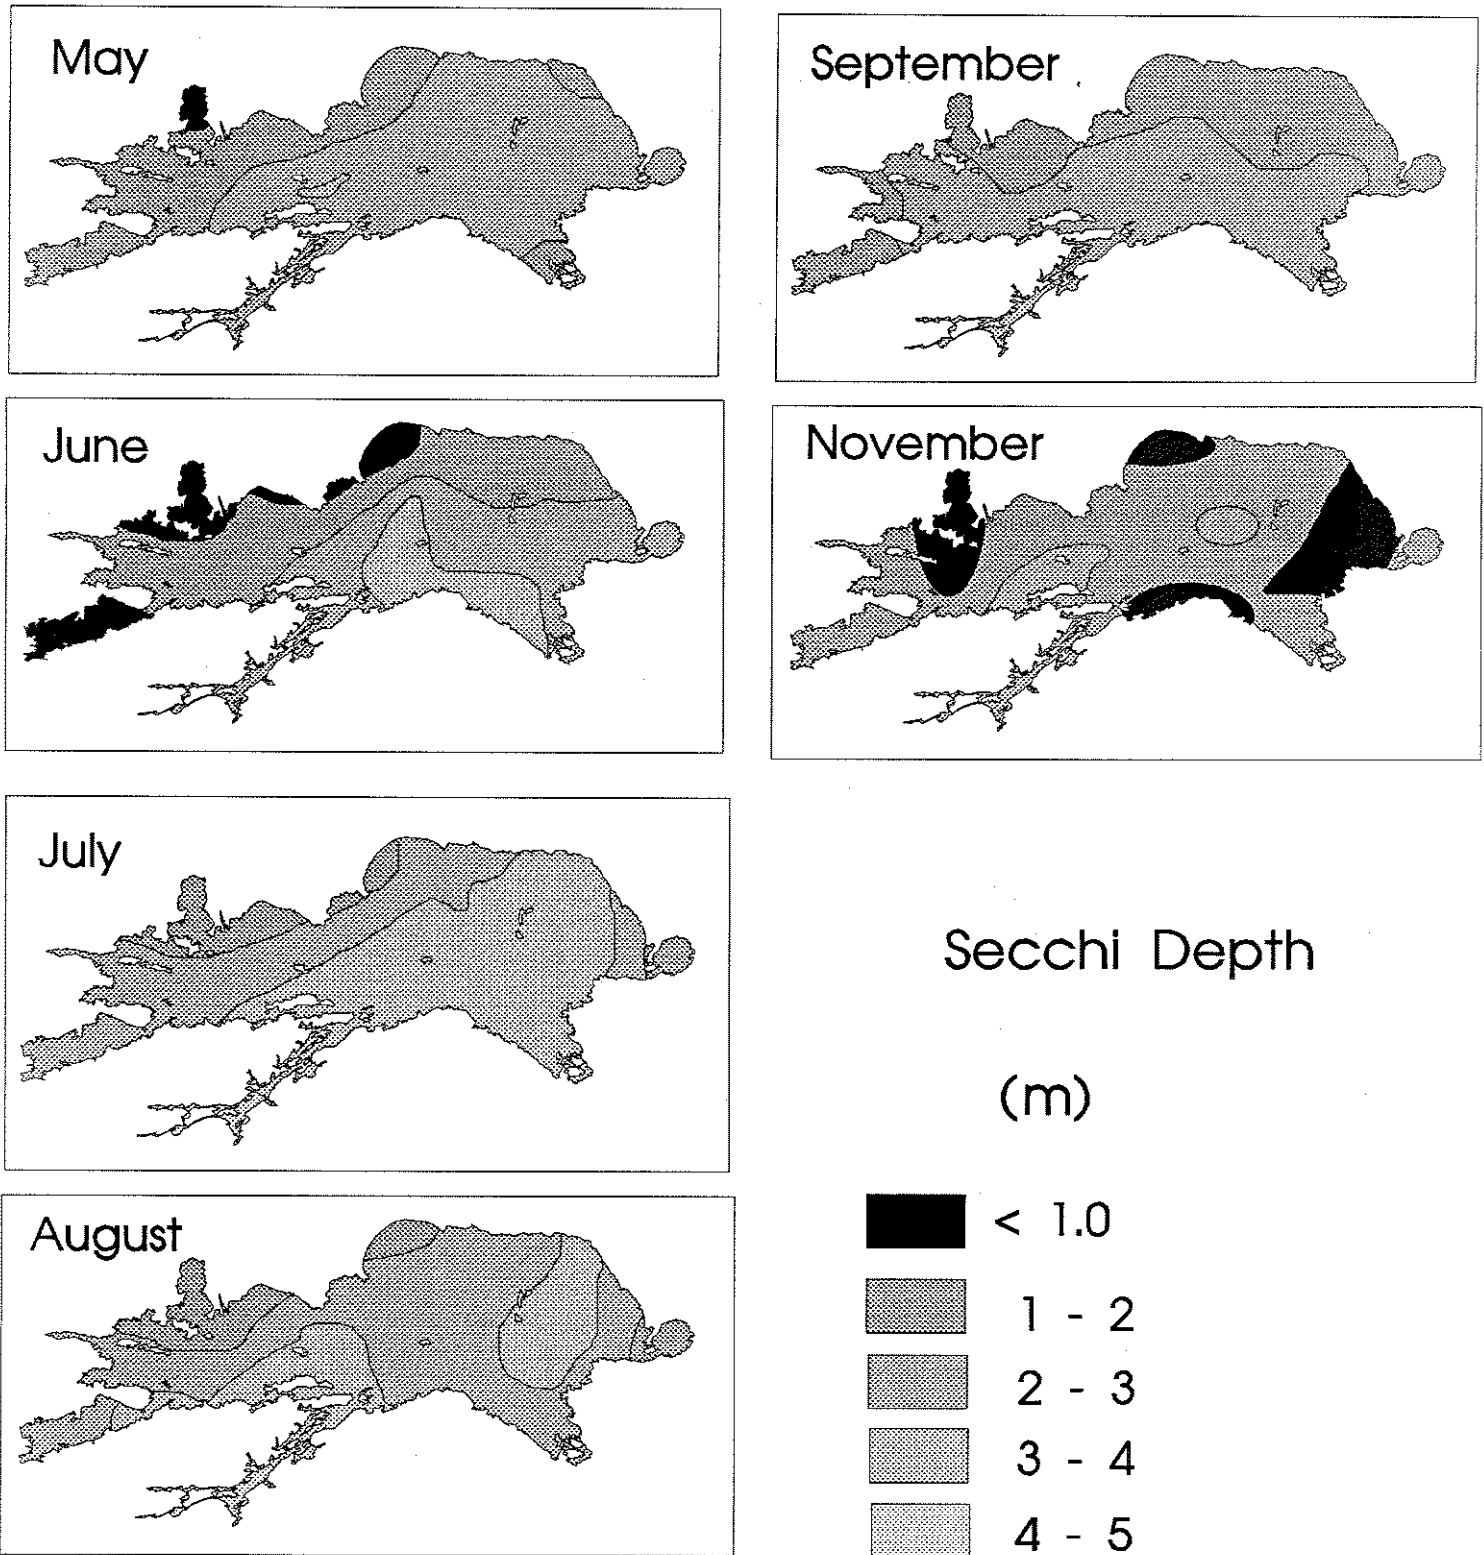 May
September
June
November
July
August
Secchi Depth
(m)
< 1.0
1 - 2
2 - 3
3 - 4
4 - 5